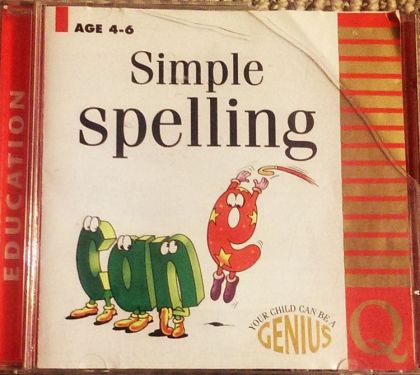 AGE 4-6
Simple
spelling
EDUCATION
Can e
YOUR CHILD CAN BE A
GENIUS
Q